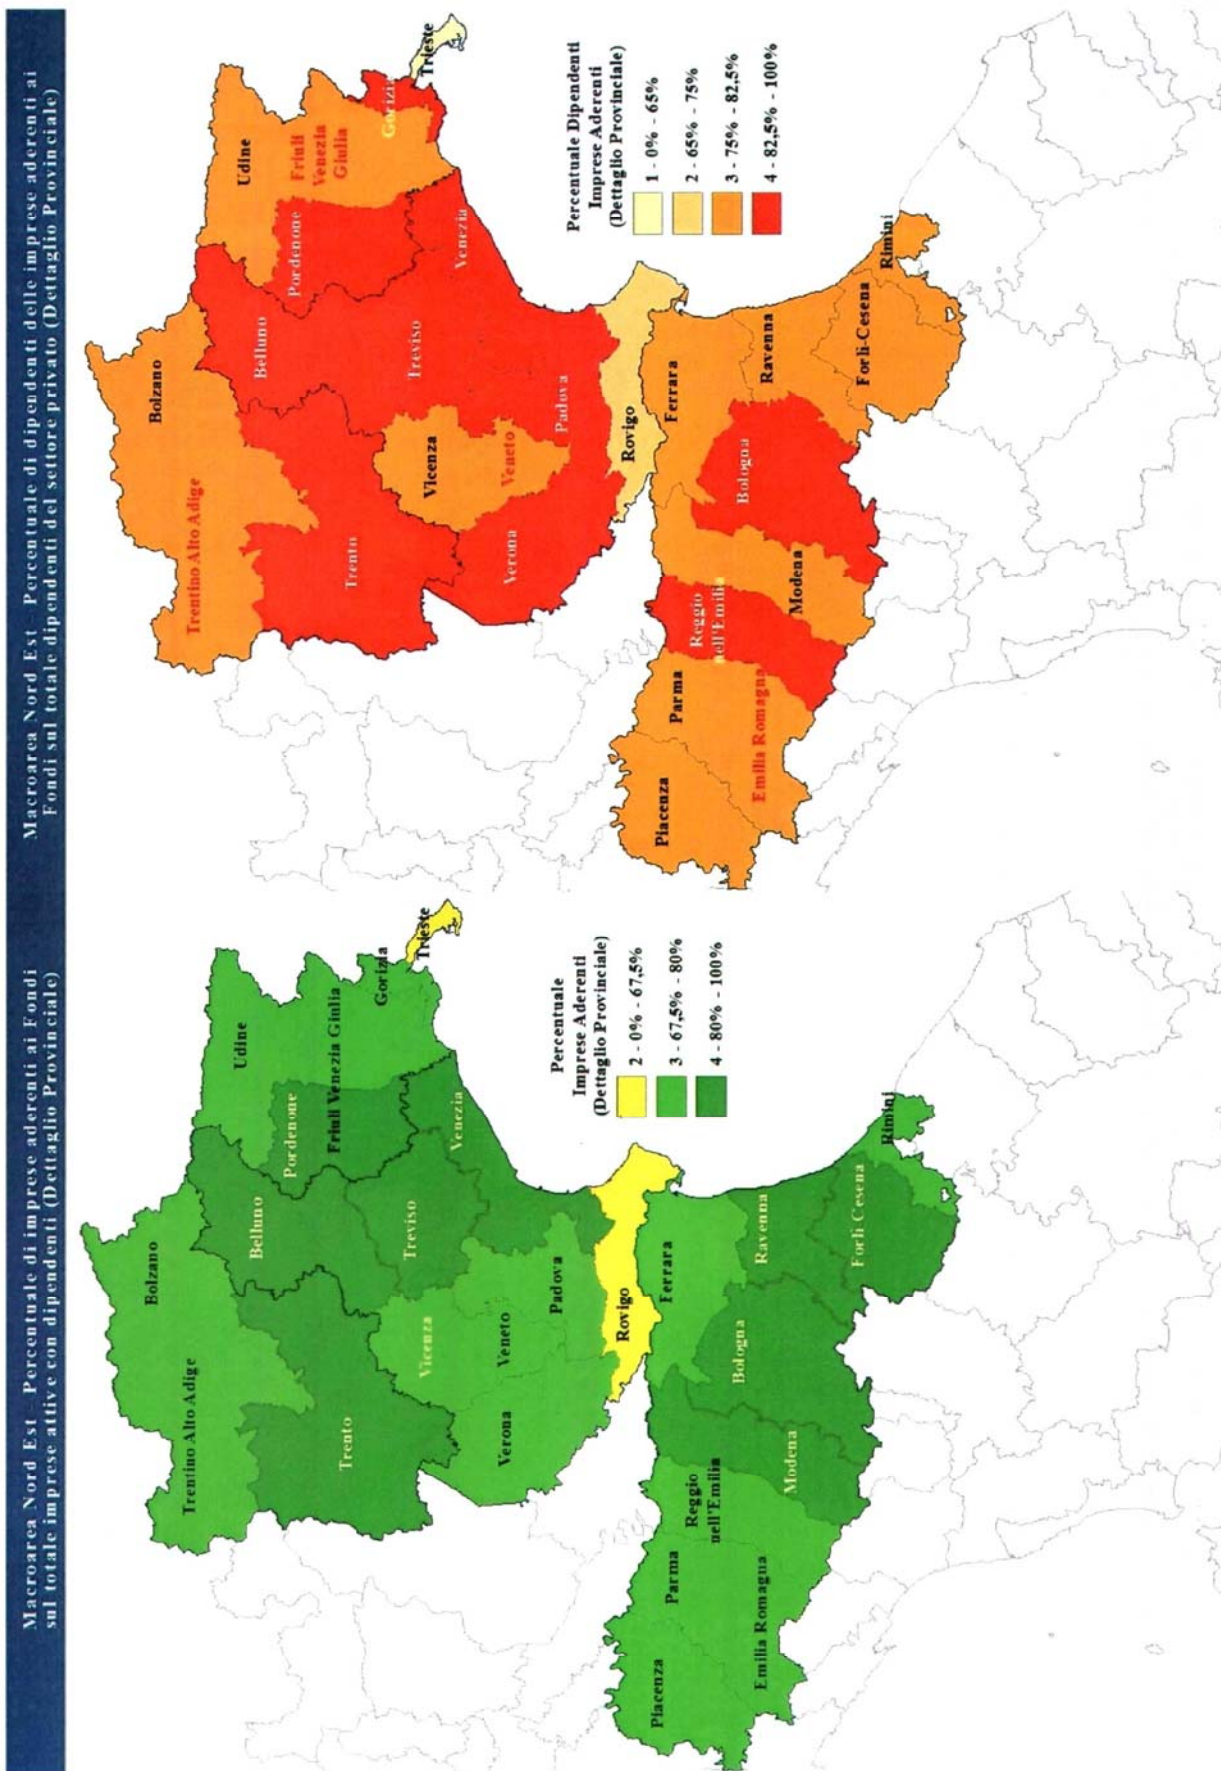 Macroarea Nord Est - Percentuale di imprese aderenti ai Fondi
sul totale imprese attive con dipendenti (Dettaglio Provinciale)
Bolzano
Trentino Alto Adige
Udine
Belluno
Pordenone
Friuli Venezia Giulia
Trento
Gorizia
Trieste
Treviso
Vicenza
Venezia
Veneto
Verona
Padova
Rovigo
Percentuale
Imprese Aderenti
(Dettaglio Provinciale)
2 - 0% - 67,5%
3 - 67,5% - 80%
4 - 80% - 100%
Ferrara
Piacenza
Parma
Reggio
nell'Emilia
Bologna
Ravenna
Modena
Emilia Romagna
Forlì Cesena
Rimini
Macroarea Nord Est - Percentuale di dipendenti delle imprese aderenti ai
Fondi sul totale dipendenti del settore privato (Dettaglio Provinciale)
Bolzano
Trentino Alto Adige
Udine
Belluno
Pordenone
Friuli
Venezia
Giulia
Trento
Gorizia
Trieste
Treviso
Vicenza
Venezia
Veneto
Verona
Padova
Rovigo
Percentuale Dipendenti
Imprese Aderenti
(Dettaglio Provinciale)
1 - 0% - 65%
2 - 65% - 75%
3 - 75% - 82,5%
4 - 82,5% - 100%
Ferrara
Piacenza
Parma
Reggio
nell'Emilia
Bologna
Ravenna
Modena
Emilia Romagna
Forlì-Cesena
Rimini